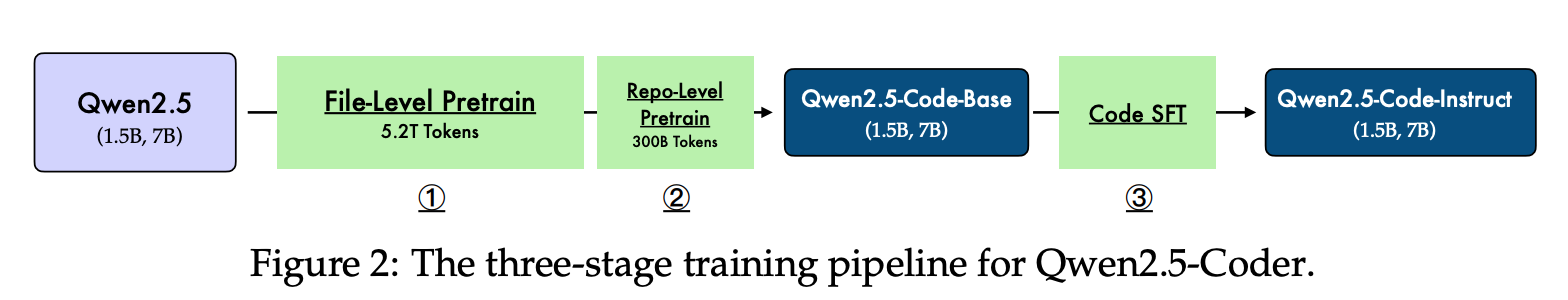 Qwen2.5
(1.5B, 7B)
File-Level Pretrain
5.2T Tokens
Repo-Level
Pretrain
300B Tokens
Qwen2.5-Code-Base
(1.5B, 7B)
Code SFT
Qwen2.5-Code-Instruct
(1.5B, 7B)
①
②
③
Figure 2: The three-stage training pipeline for Qwen2.5-Coder.